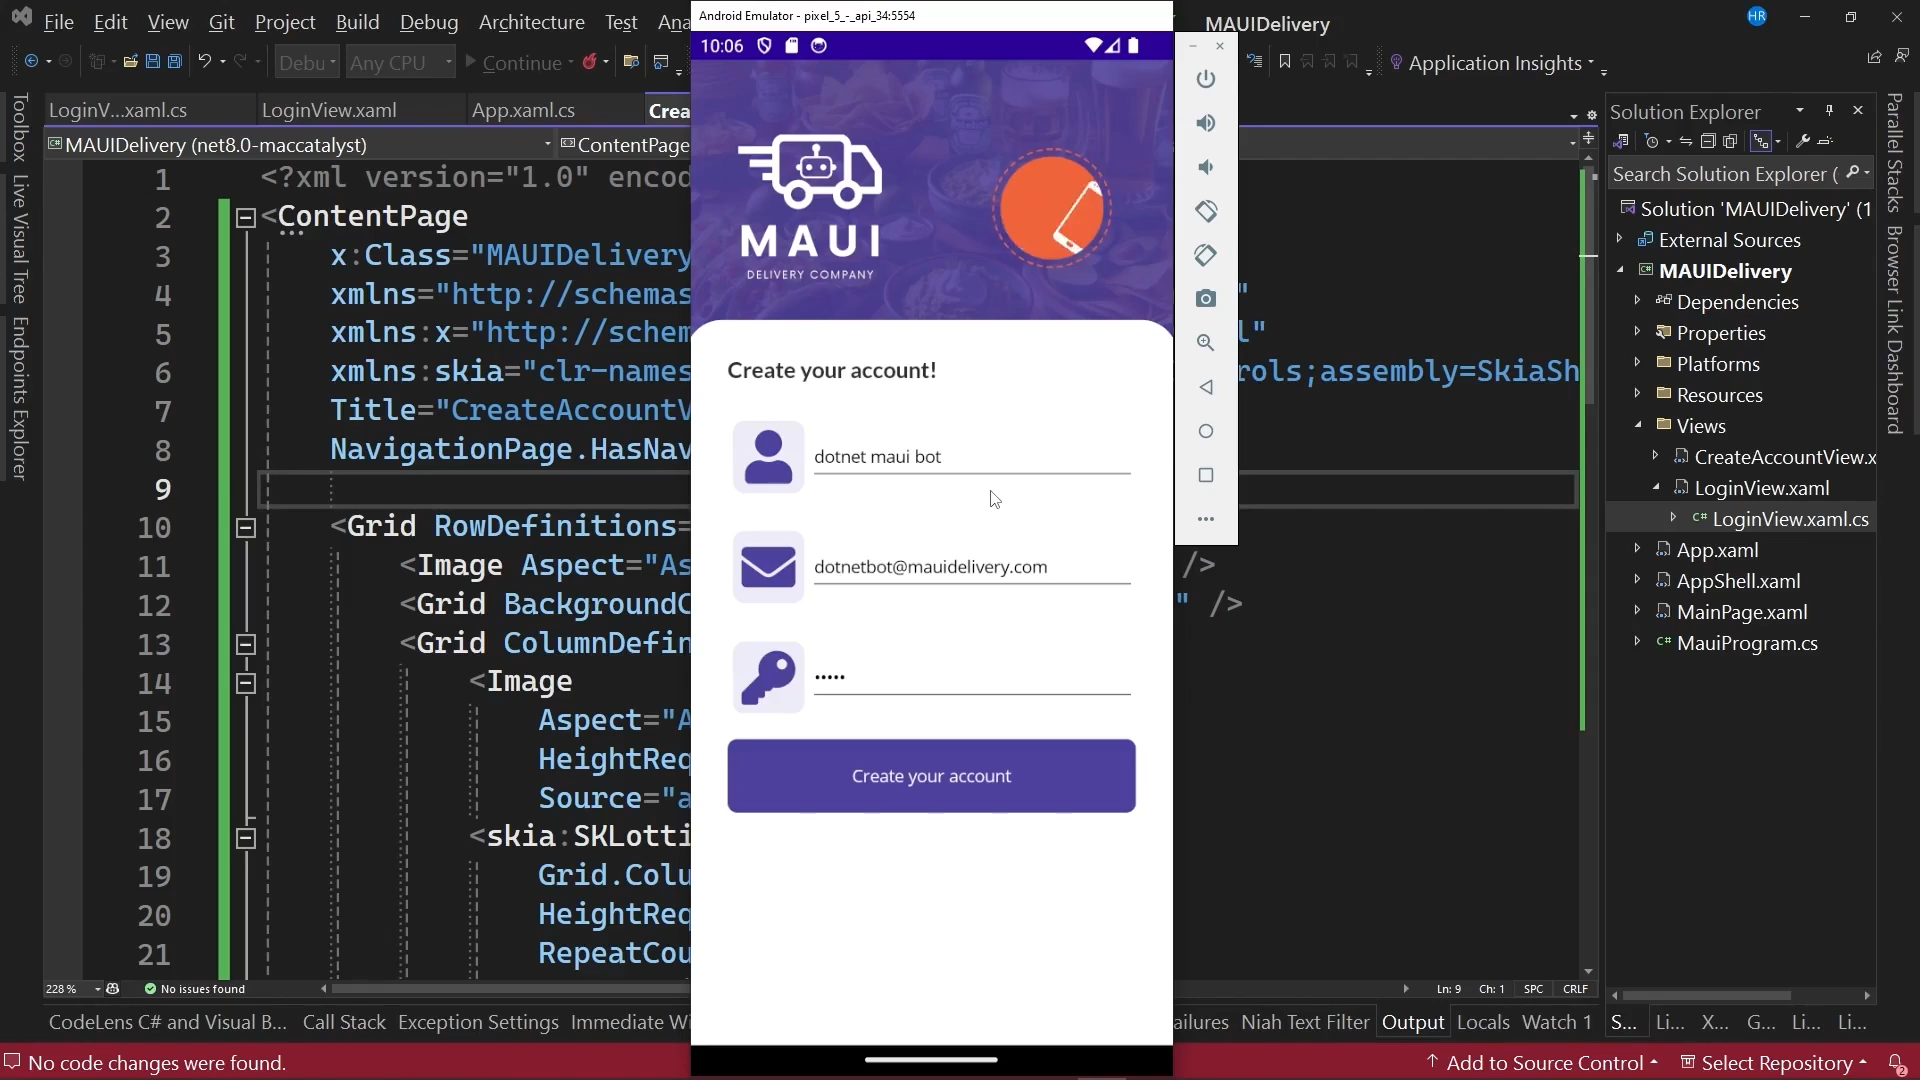 File Edit View Git Project Build Debug Architecture Test Ana
MAUIDelivery
HR
Debu
Any CPU
Continue
Application Insights
LoginV...xaml.cs
LoginView.xaml
App.xaml.cs
Crea
MAUIDelivery (net8.0-maccatalyst)
ContentPage
1 <?xml version="1.0" encod
2 <ContentPage
3 x:Class="MAUIDelivery
4 xmlns="http://schemas "
5 xmlns:x="http://schem l"
6 xmlns:skia="clr-names rols;assembly=SkiaSh
7 Title="CreateAccountV
8 NavigationPage.HasNav
9
10 <Grid RowDefinitions=
11 <Image Aspect="As />
12 <Grid BackgroundC " />
13 <Grid ColumnDefin
14 <Image
15 Aspect="A
16 HeightReq
17 Source="a
18 <skia:SKLotti
19 Grid.Colu
20 HeightReq
21 RepeatCou
Android Emulator - pixel_5_-_api_34:5554
10:06
MAUI
DELIVERY COMPANY
Create your account!
dotnet maui bot
dotnetbot@mauidelivery.com
•••••
Create your account
Toolbox
Live Visual Tree
Endpoints Explorer
Solution Explorer
Search Solution Explorer (
Solution 'MAUIDelivery' (1
External Sources
MAUIDelivery
Dependencies
Properties
Platforms
Resources
Views
CreateAccountView.x
LoginView.xaml
LoginView.xaml.cs
App.xaml
AppShell.xaml
MainPage.xaml
MauiProgram.cs
Parallel Stacks
Browser Link Dashboard
228 %
No issues found
Ln: 9 Ch: 1 SPC CRLF
CodeLens C# and Visual B... Call Stack Exception Settings Immediate Wi
ailures Niah Text Filter Output Locals Watch 1
S... Li... X... G... Li... Li...
No code changes were found.
Add to Source Control
Select Repository
2